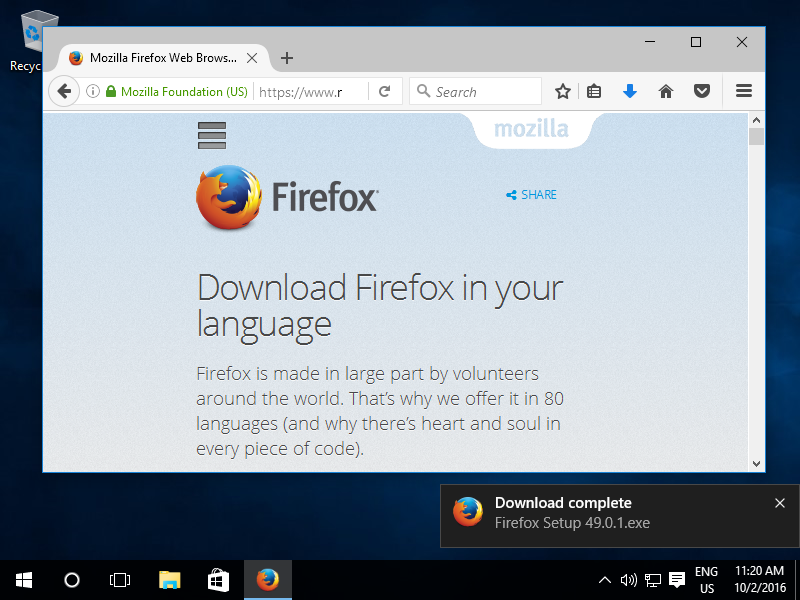 Recyc
Mozilla Firefox Web Brows...
Mozilla Foundation (US)
https://www.
Search
mozilla
Firefox
SHARE
Download Firefox in your
language
Firefox is made in large part by volunteers
around the world. That's why we offer it in 80
languages (and why there's heart and soul in
every piece of code).
Download complete
Firefox Setup 49.0.1.exe
ENG
US
11:20 AM
10/2/2016